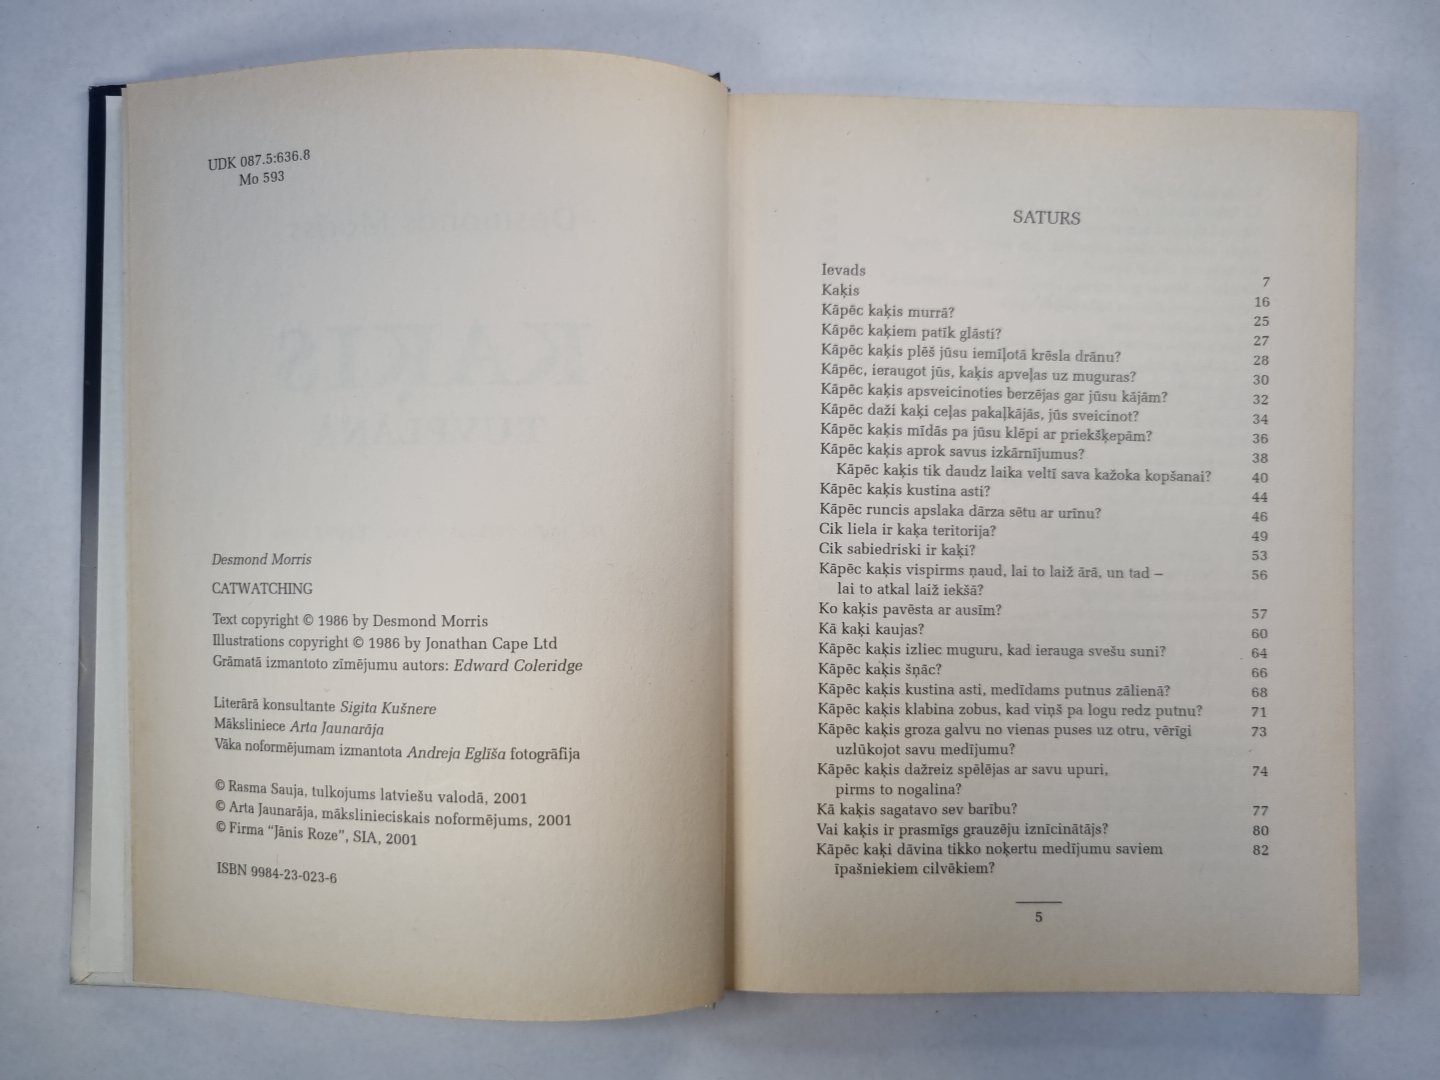 UDK 087.5:636.8
Mo 593
Desmond Morris
CATWATCHING
Text copyright © 1986 by Desmond Morris
Illustrations copyright © 1986 by Jonathan Cape Ltd
Grāmatā izmantoto zīmējumu autors: Edward Coleridge
Literārā konsultante Sigita Kušnere
Māksliniece Arta Jaunarāja
Vāka noformējumam izmantota Andreja Eglīša fotogrāfija
© Rasma Sauja, tulkojums latviešu valodā, 2001
© Arta Jaunarāja, mākslinieciskais noformējums, 2001
© Firma “Jānis Roze”, SIA, 2001
ISBN 9984-23-023-6
SATURS
Ievads 7
Kaķis 16
Kāpēc kaķis murrā? 25
Kāpēc kaķiem patīk glāsti? 27
Kāpēc kaķis plēš jūsu iemīļotā krēsla drānu? 28
Kāpēc, ieraugot jūs, kaķis apveļas uz muguras? 30
Kāpēc kaķis apsveicinoties berzējas gar jūsu kājām? 32
Kāpēc daži kaķi ceļas pakaļkājās, jūs sveicinot? 34
Kāpēc kaķis mīdās pa jūsu klēpi ar priekšķepām? 36
Kāpēc kaķis aprok savus izkārnījumus? 38
Kāpēc kaķis tik daudz laika veltī sava kažoka kopšanai? 40
Kāpēc kaķis kustina asti? 44
Kāpēc runcis apslaka dārza sētu ar urīnu? 46
Cik liela ir kaķa teritorija? 49
Cik sabiedriski ir kaķi? 53
Kāpēc kaķis vispirms ņaud, lai to laiž ārā, un tad – 56
lai to atkal laiž iekšā?
Ko kaķis pavēsta ar ausīm? 57
Kā kaķi kaujas? 60
Kāpēc kaķis izliec muguru, kad ierauga svešu suni? 64
Kāpēc kaķis šņāc? 66
Kāpēc kaķis kustina asti, medīdams putnus zālienā? 68
Kāpēc kaķis klabina zobus, kad viņš pa logu redz putnu? 71
Kāpēc kaķis groza galvu no vienas puses uz otru, vērīgi 73
uzlūkojot savu medījumu?
Kāpēc kaķis dažreiz spēlējas ar savu upuri, 74
pirms to nogalina?
Kā kaķis sagatavo sev barību? 77
Vai kaķis ir prasmīgs grauzēju iznīcinātājs? 80
Kāpēc kaķi dāvina tikko noķertu medījumu saviem 82
īpašniekiem cilvēkiem?
5